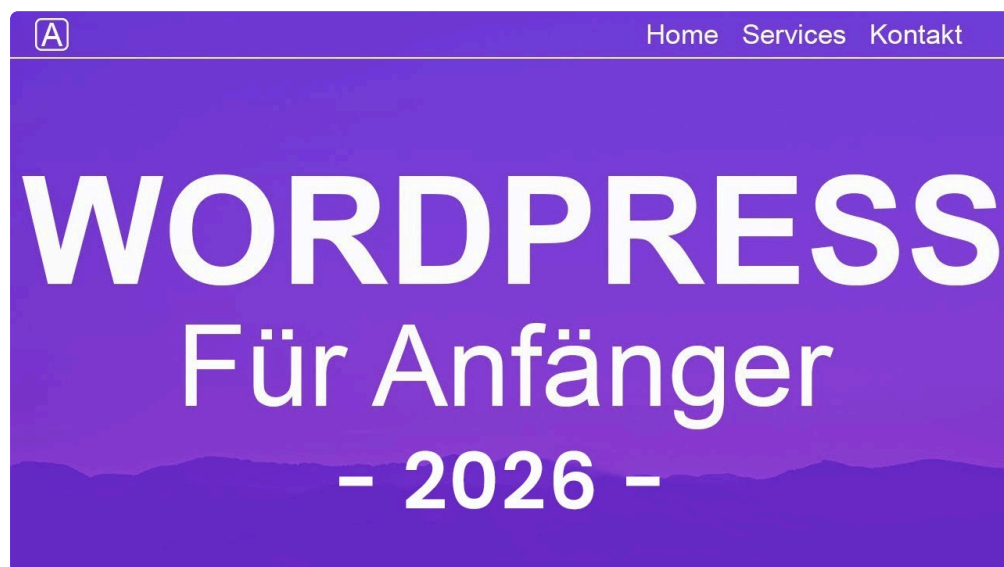 A
Home Services Kontakt
WORDPRESS
Für Anfänger
- 2026 -